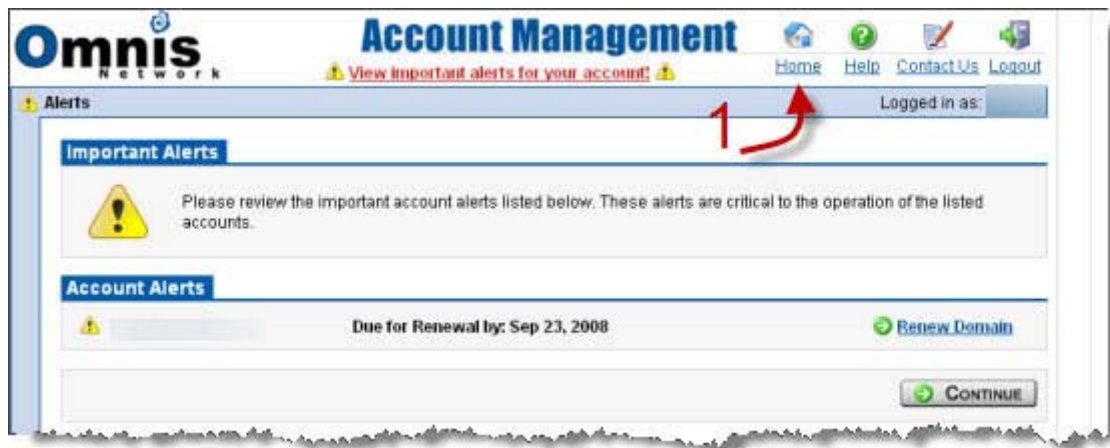 Omnis
Network
Account Management
View important alerts for your account!
Home Help Contact Us Logout
Alerts
Logged in as:
1
Important Alerts
Please review the important account alerts listed below. These alerts are critical to the operation of the listed
accounts.
Account Alerts
Due for Renewal by: Sep 23, 2008
Renew Domain
CONTINUE